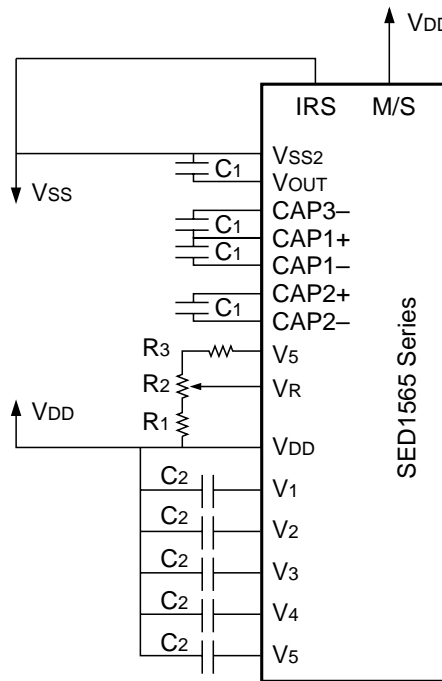 VDD
IRS M/S
VSS2
C1
VSS
VOUT
CAP3–
C1
CAP1+
C1
CAP1–
CAP2+
C1
CAP2–
R3
V5
R2
VR
VDD
R1
VDD
C2
V1
C2
V2
C2
V3
C2
V4
C2
V5
SED1565 Series